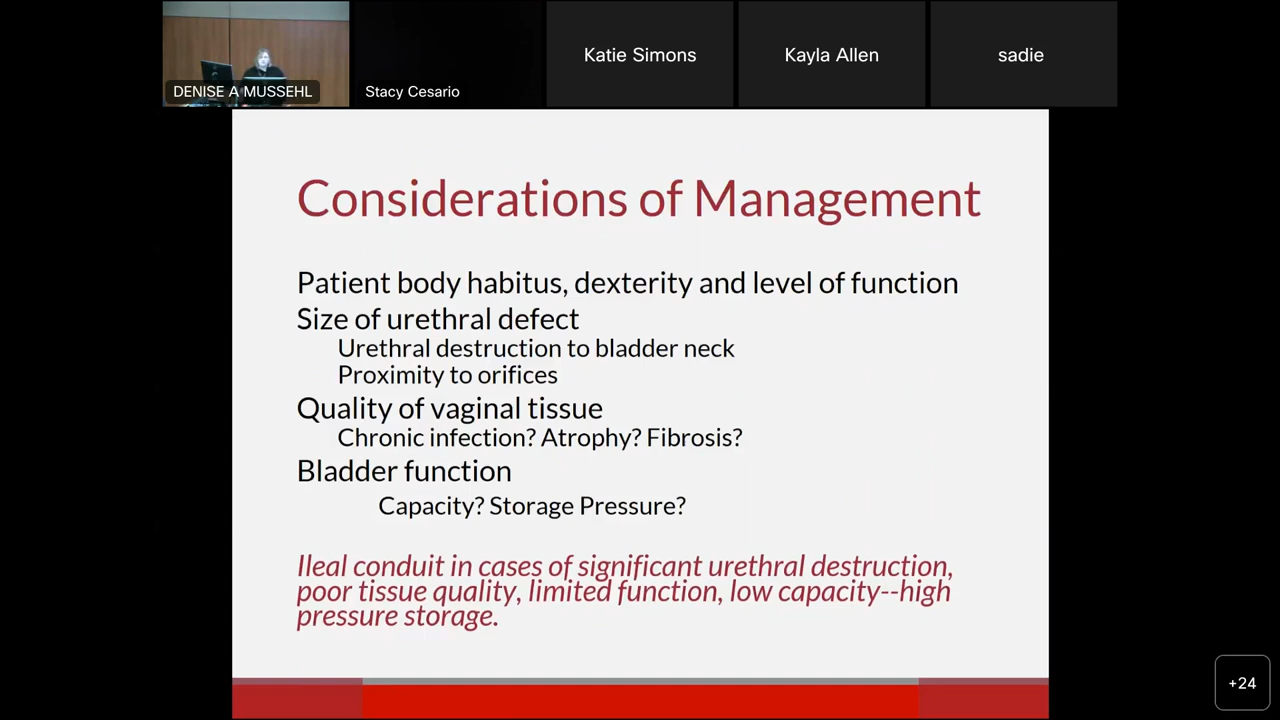 DENISE A MUSSEHL
Stacy Cesario
Katie Simons
Kayla Allen
sadie
Considerations of Management
Patient body habitus, dexterity and level of function
Size of urethral defect
Urethral destruction to bladder neck
Proximity to orifices
Quality of vaginal tissue
Chronic infection? Atrophy? Fibrosis?
Bladder function
Capacity? Storage Pressure?
Ileal conduit in cases of significant urethral destruction,
poor tissue quality, limited function, low capacity--high
pressure storage.
+24